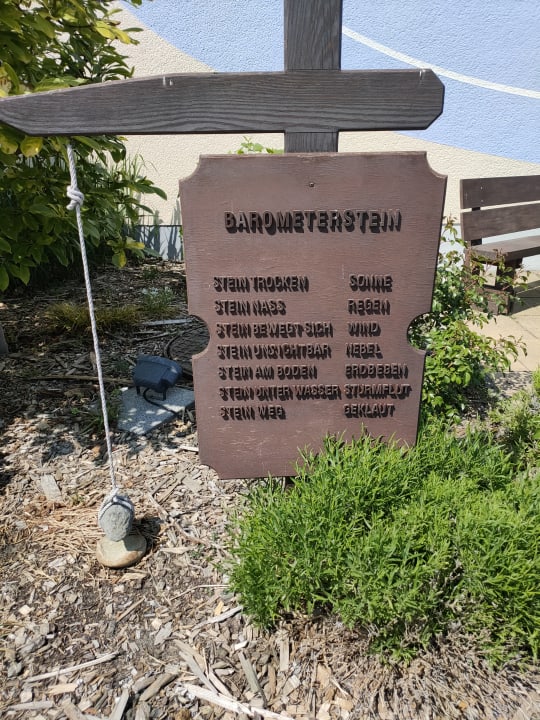 BAROMETERSTEIN
STEIN TROCKEN SONNE
STEIN NASS REGEN
STEIN BEWEGT SICH WIND
STEIN UNSICHTBAR NEBEL
STEIN AM BODEN ERDBEBEN
STEIN UNTER WASSER STURMFLUT
STEIN WEG GEKLAUT